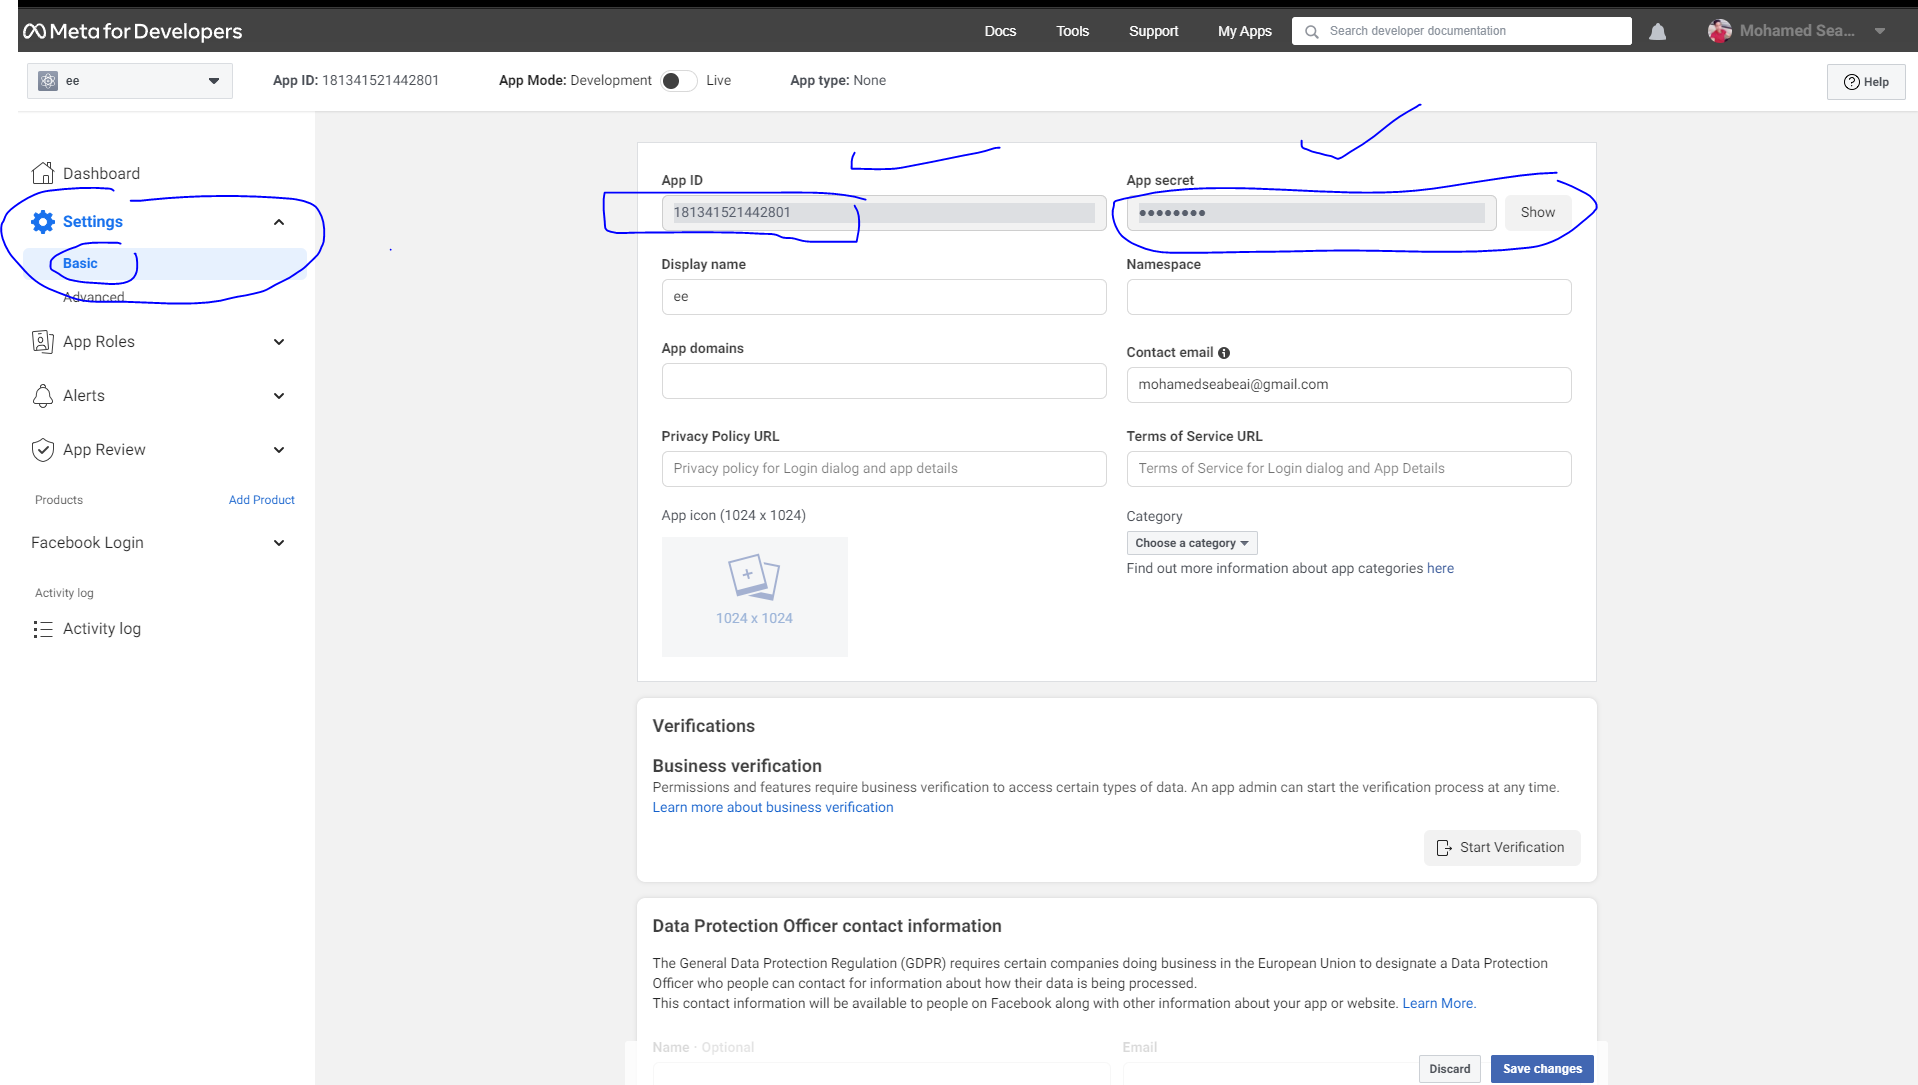 Meta for Developers
Docs
Tools
Support
My Apps
Search developer documentation
Mohamed Sea...
ee
App ID: 181341521442801
App Mode: Development
Live
App type: None
Help
Dashboard
Settings
Basic
Advanced
App Roles
Alerts
App Review
Products
Add Product
Facebook Login
Activity log
Activity log
App ID
App secret
181341521442801
••••••••
Show
Display name
Namespace
ee
App domains
Contact email
mohamedseabeai@gmail.com
Privacy Policy URL
Terms of Service URL
Privacy policy for Login dialog and app details
Terms of Service for Login dialog and App Details
App icon (1024 x 1024)
Category
Choose a category
Find out more information about app categories here
1024 x 1024
Verifications
Business verification
Permissions and features require business verification to access certain types of data. An app admin can start the verification process at any time.
Learn more about business verification
Start Verification
Data Protection Officer contact information
The General Data Protection Regulation (GDPR) requires certain companies doing business in the European Union to designate a Data Protection
Officer who people can contact for information about how their data is being processed.
This contact information will be available to people on Facebook along with other information about your app or website. Learn More.
Name · Optional
Email
Discard
Save changes